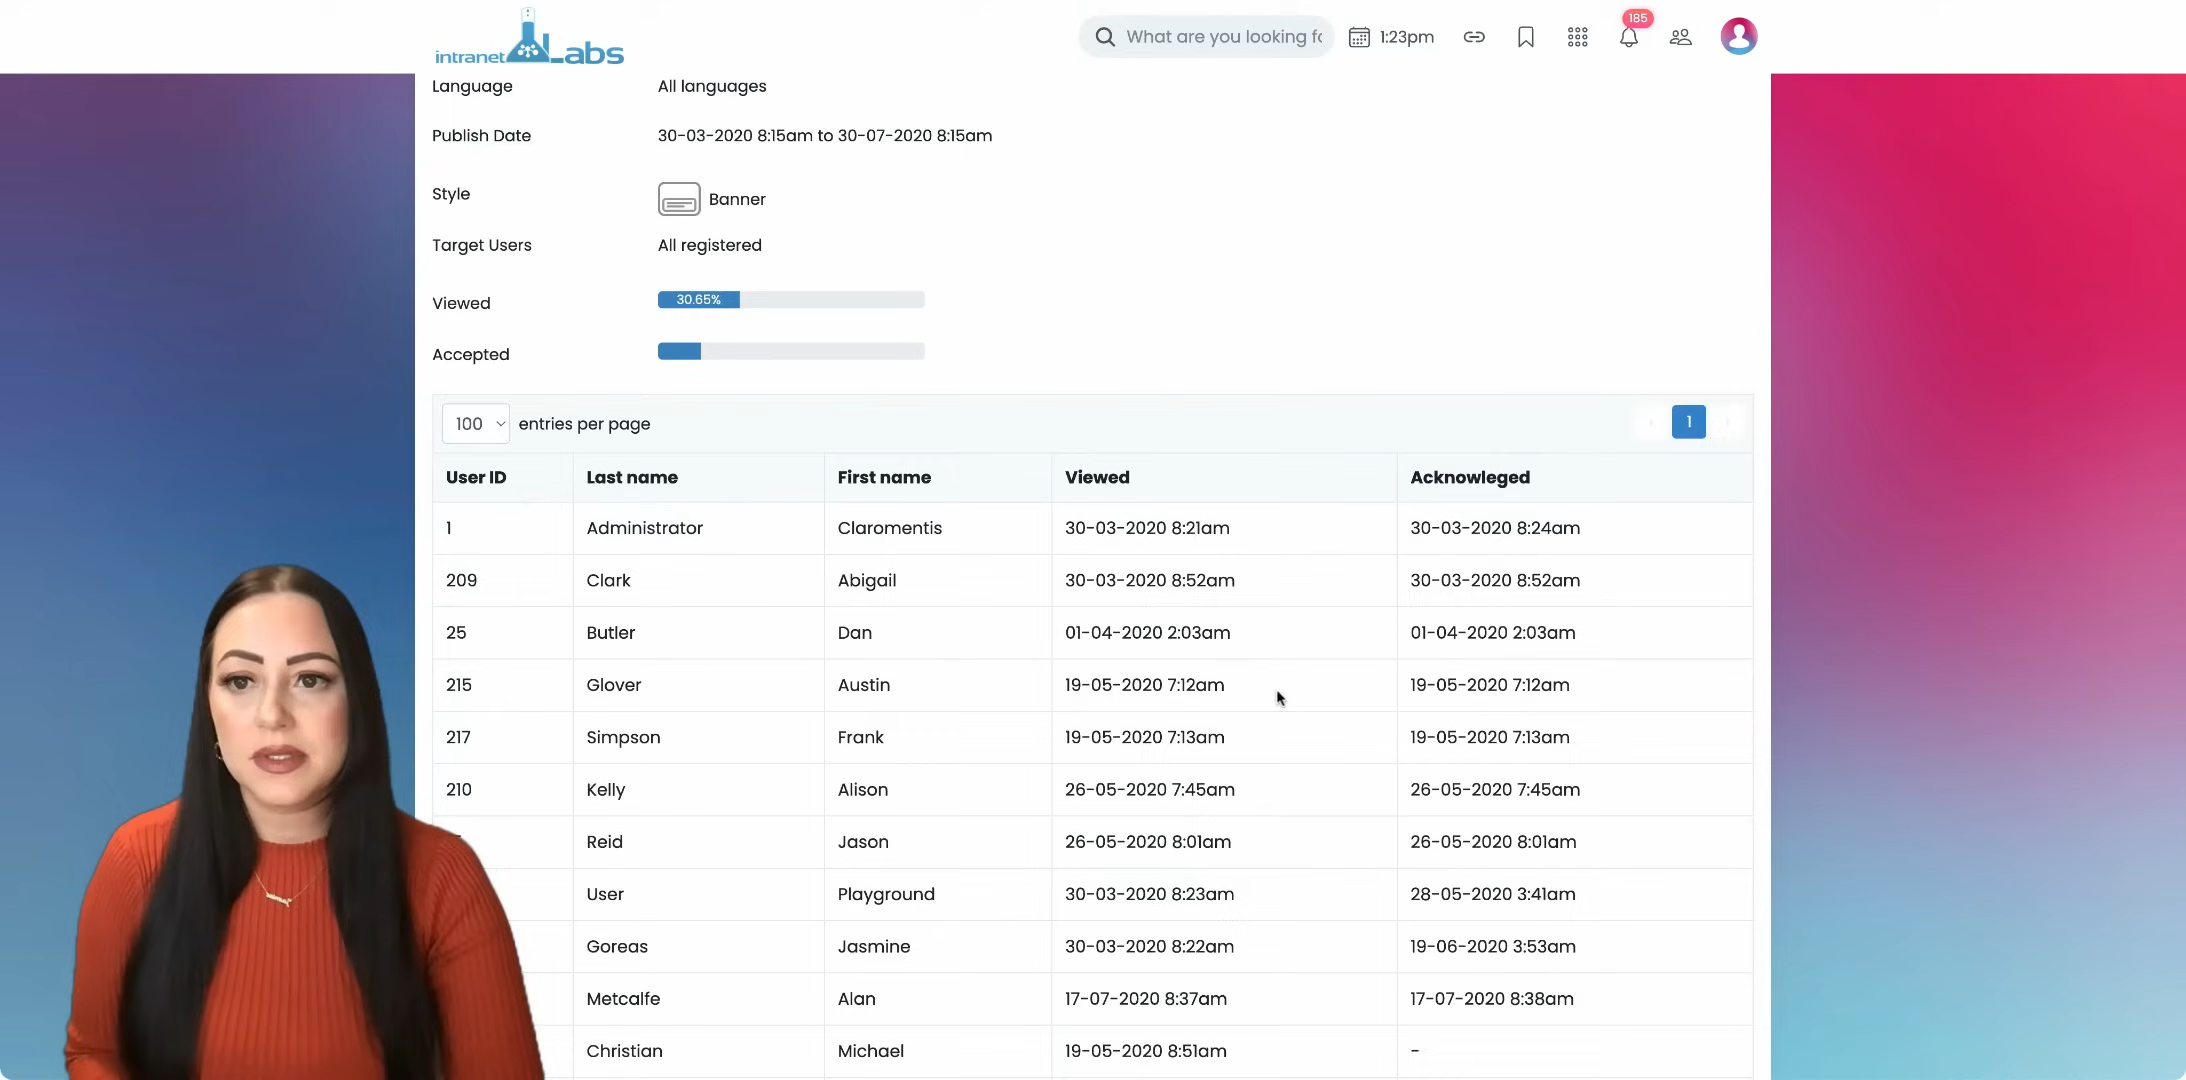 intranet Labs
What are you looking fo
1:23pm
185
Language All languages
Publish Date 30-03-2020 8:15am to 30-07-2020 8:15am
Style Banner
Target Users All registered
Viewed 30.65%
Accepted
100 entries per page
1
User ID Last name First name Viewed Acknowleged
1 Administrator Claromentis 30-03-2020 8:21am 30-03-2020 8:24am
209 Clark Abigail 30-03-2020 8:52am 30-03-2020 8:52am
25 Butler Dan 01-04-2020 2:03am 01-04-2020 2:03am
215 Glover Austin 19-05-2020 7:12am 19-05-2020 7:12am
217 Simpson Frank 19-05-2020 7:13am 19-05-2020 7:13am
210 Kelly Alison 26-05-2020 7:45am 26-05-2020 7:45am
Reid Jason 26-05-2020 8:01am 26-05-2020 8:01am
User Playground 30-03-2020 8:23am 28-05-2020 3:41am
Goreas Jasmine 30-03-2020 8:22am 19-06-2020 3:53am
Metcalfe Alan 17-07-2020 8:37am 17-07-2020 8:38am
Christian Michael 19-05-2020 8:51am -